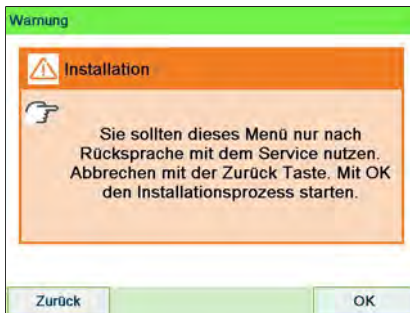 Warnung
Installation
Sie sollten dieses Menü nur nach
Rücksprache mit dem Service nutzen.
Abbrechen mit der Zurück Taste. Mit OK
den Installationsprozess starten.
Zurück
OK